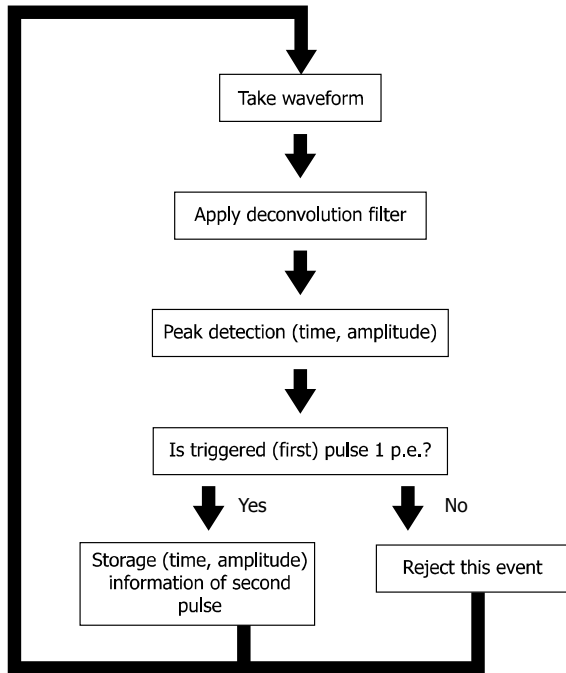 Take waveform
Apply deconvolution filter
Peak detection (time, amplitude)
Is triggered (first) pulse 1 p.e.?
Yes
No
Storage (time, amplitude)
information of second
pulse
Reject this event